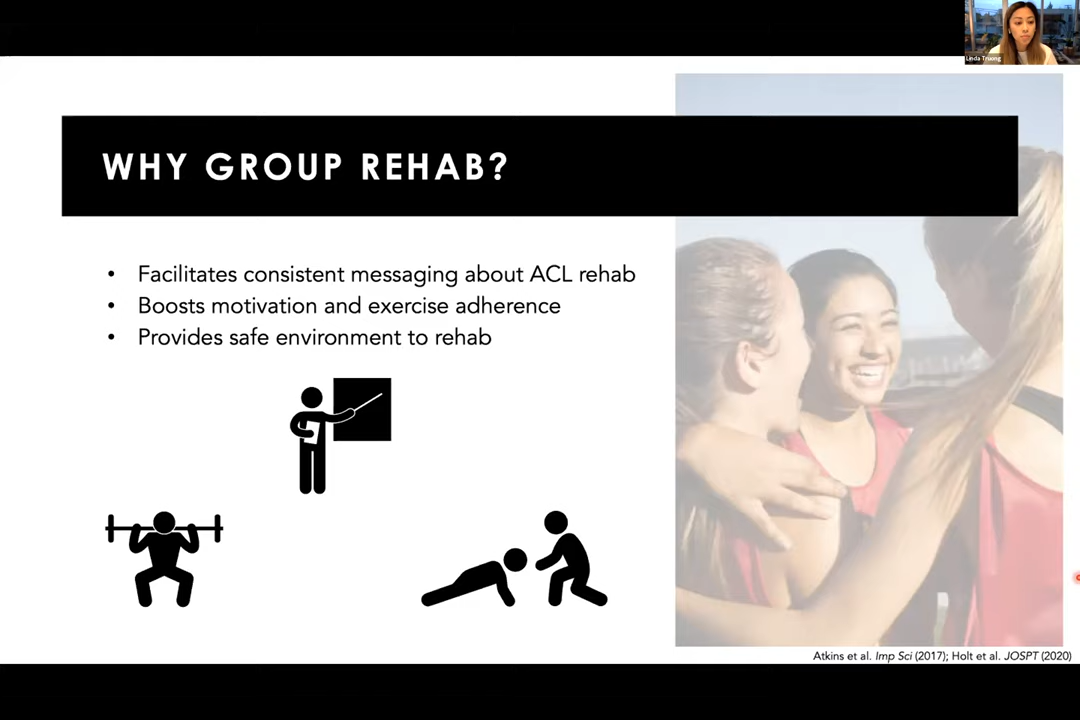 Linda Truong
WHY GROUP REHAB?
• Facilitates consistent messaging about ACL rehab
• Boosts motivation and exercise adherence
• Provides safe environment to rehab
Atkins et al. Imp Sci (2017); Holt et al. JOSPT (2020)